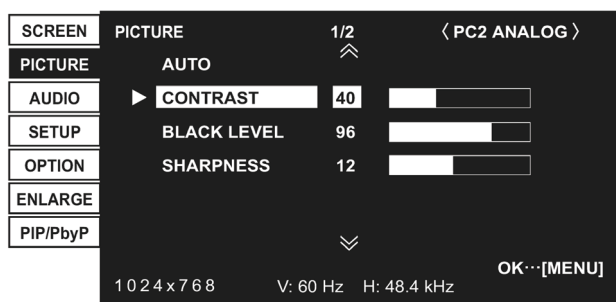 SCREEN
PICTURE
AUDIO
SETUP
OPTION
ENLARGE
PIP/PbyP
PICTURE 1/2 〈 PC2 ANALOG 〉
AUTO
CONTRAST 40
BLACK LEVEL 96
SHARPNESS 12
OK···[MENU]
1024x768 V: 60 Hz H: 48.4 kHz